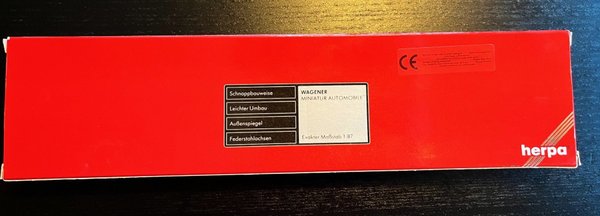 Schnappbauweise
Leichter Umbau
Außenspiegel
Federstahlachsen
WAGENER
MINIATUR AUTOMOBILE
Exakter Maßstab 1:87
CE
herpa